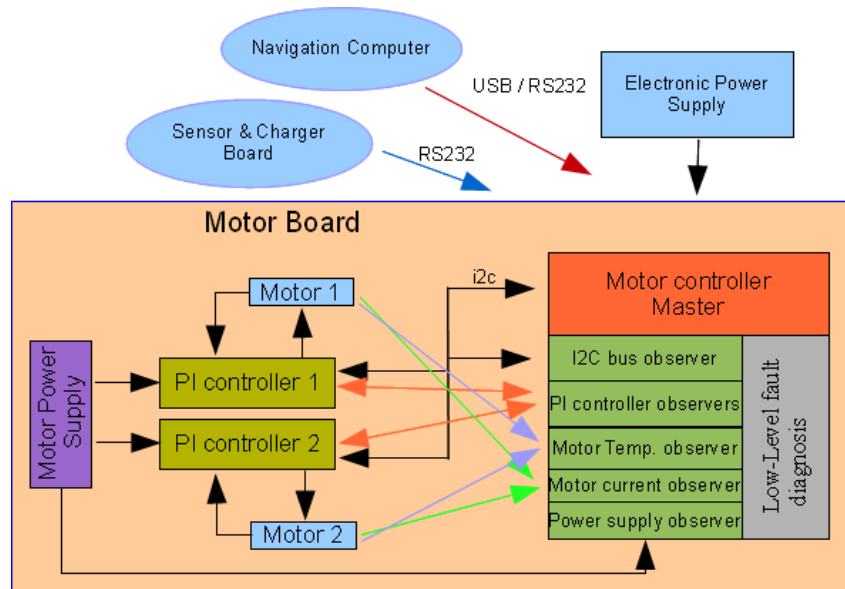 Navigation Computer
USB / RS232
Electronic Power
Supply
Sensor & Charger
Board
RS232
Motor Board
Motor 1
i2c
Motor controller
Master
I2C bus observer
PI controller 1
PI controller observers
Motor Power
Supply
PI controller 2
Motor Temp. observer
Low-Level fault
diagnosis
Motor current observer
Power supply observer
Motor 2